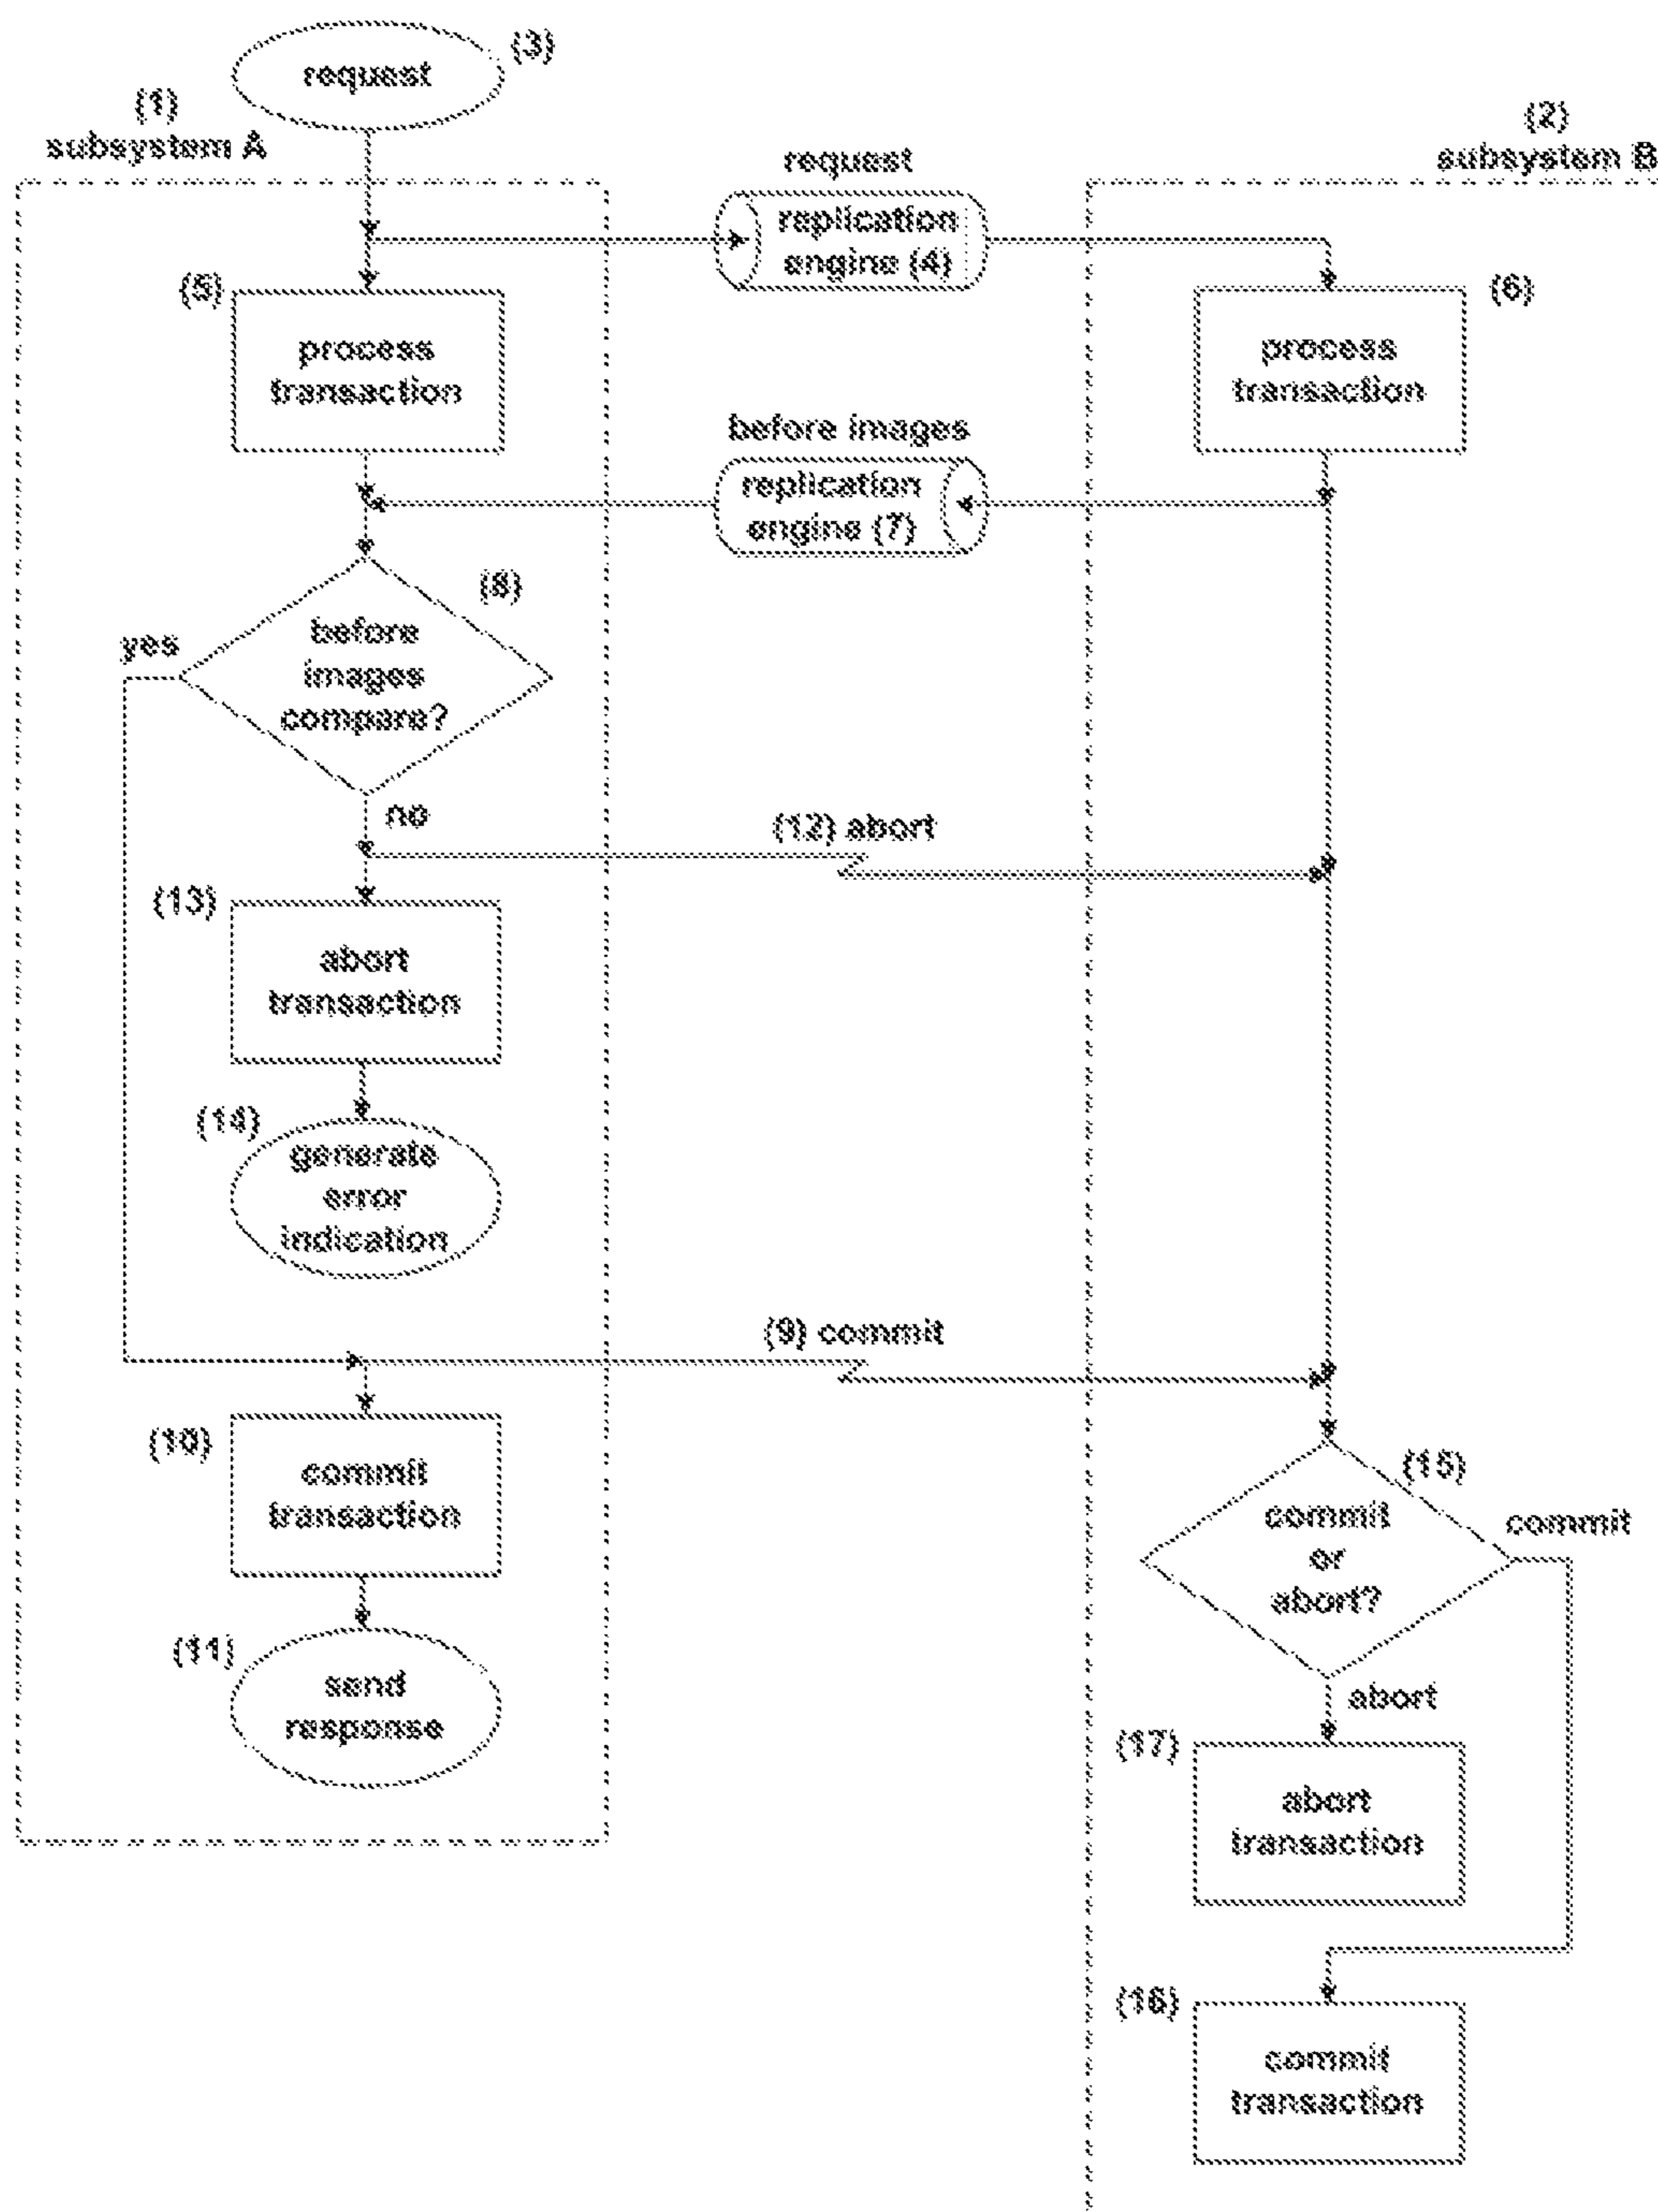 request
(3)
(1)
subsystem A
(2)
subsystem B
request
replication
engine (4)
(5)
process
transaction
(6)
process
transaction
before images
replication
engine (7)
(8)
before
images
compare?
yes
no
(12) abort
(13)
abort
transaction
(14)
generate
error
indication
(9) commit
(10)
commit
transaction
(11)
send
response
(15)
commit
or
abort?
commit
abort
(17)
abort
transaction
(16)
commit
transaction